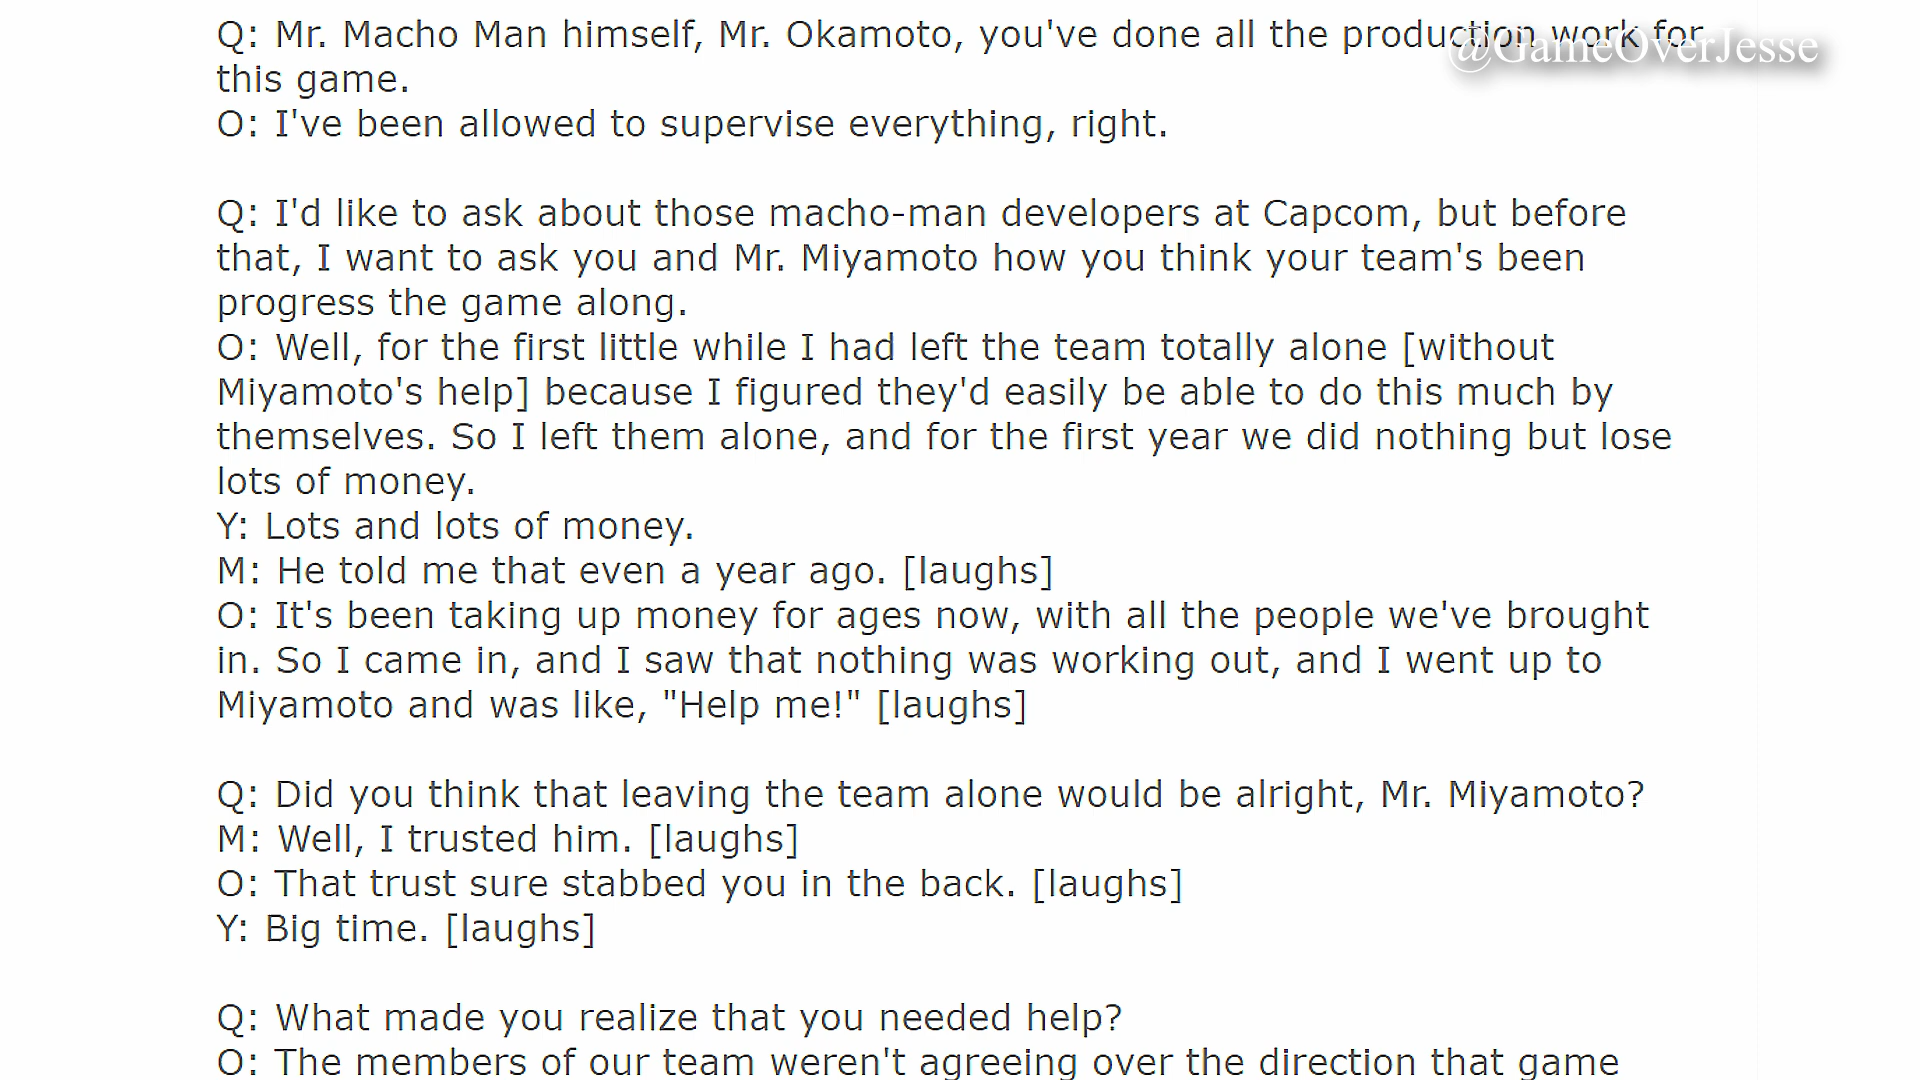 Q: Mr. Macho Man himself, Mr. Okamoto, you've done all the production work for
@GameOverJesse
this game.
O: I've been allowed to supervise everything, right.
Q: I'd like to ask about those macho-man developers at Capcom, but before
that, I want to ask you and Mr. Miyamoto how you think your team's been
progress the game along.
O: Well, for the first little while I had left the team totally alone [without
Miyamoto's help] because I figured they'd easily be able to do this much by
themselves. So I left them alone, and for the first year we did nothing but lose
lots of money.
Y: Lots and lots of money.
M: He told me that even a year ago. [laughs]
O: It's been taking up money for ages now, with all the people we've brought
in. So I came in, and I saw that nothing was working out, and I went up to
Miyamoto and was like, "Help me!" [laughs]
Q: Did you think that leaving the team alone would be alright, Mr. Miyamoto?
M: Well, I trusted him. [laughs]
O: That trust sure stabbed you in the back. [laughs]
Y: Big time. [laughs]
Q: What made you realize that you needed help?
O: The members of our team weren't agreeing over the direction that game